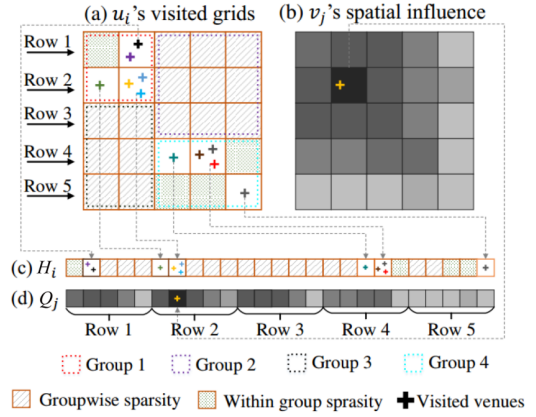 (a) uᵢ's visited grids
(b) vⱼ's spatial influence
Row 1
Row 2
Row 3
Row 4
Row 5
(c) Hᵢ
(d) Qⱼ
Row 1 Row 2 Row 3 Row 4 Row 5
Group 1 Group 2 Group 3 Group 4
Groupwise sparsity Within group sprasity Visited venues